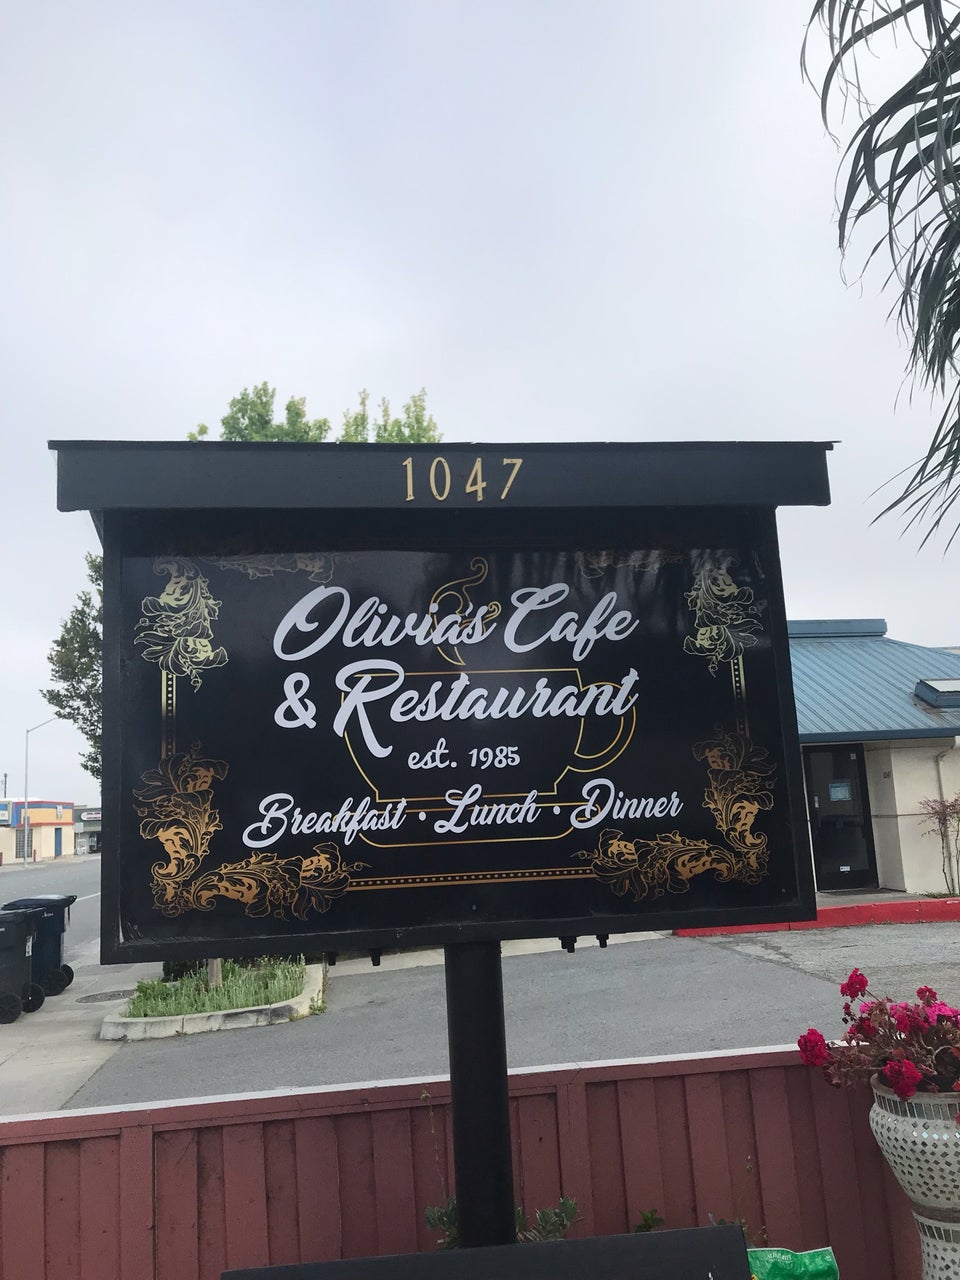 1047
Olivia's Cafe
& Restaurant
est. 1985
Breakfast · Lunch · Dinner